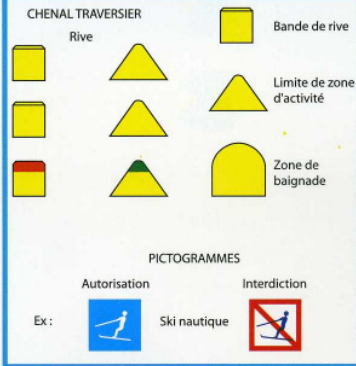 CHENAL TRAVERSIER
Rive
Bande de rive
Limite de zone
d'activité
Zone de
baignade
PICTOGRAMMES
Autorisation
Interdiction
Ex :
Ski nautique